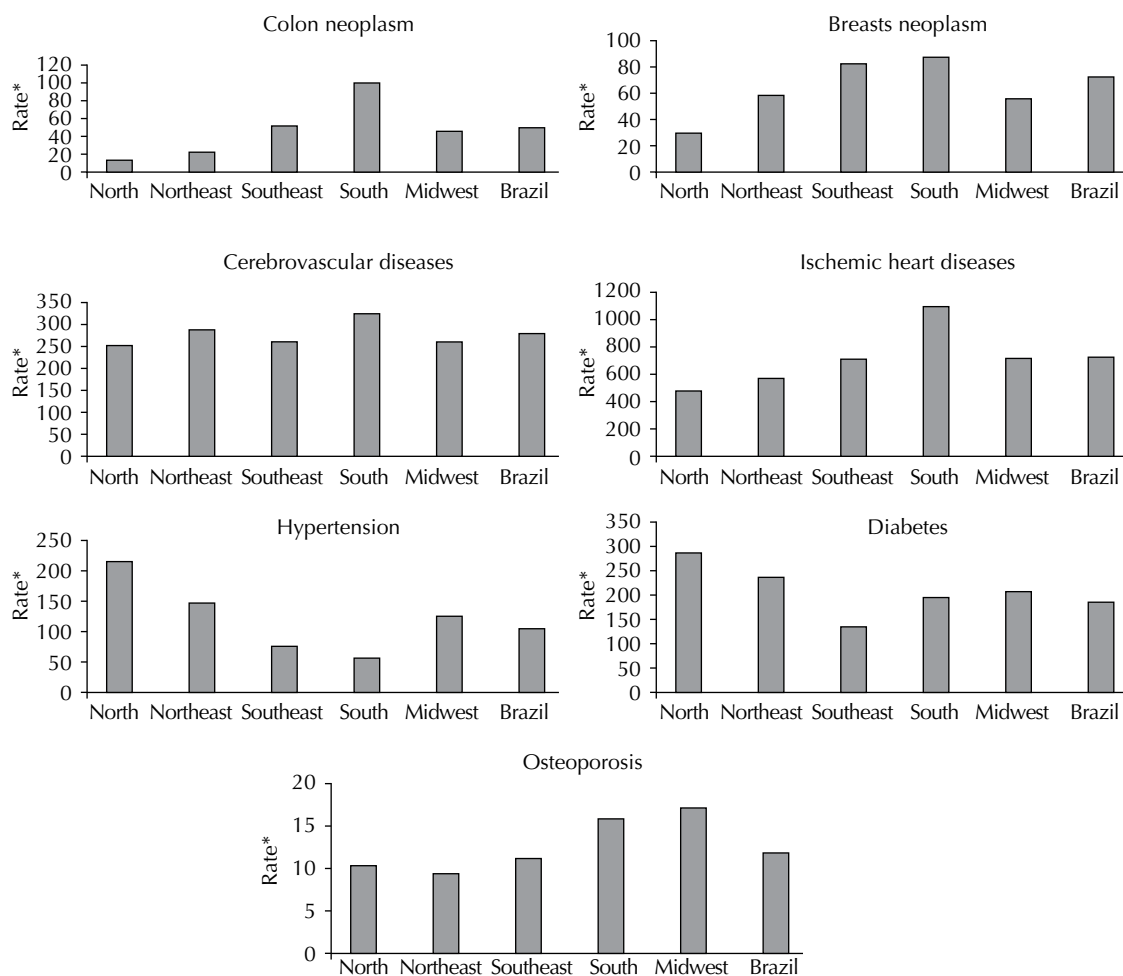 Colon neoplasm
Rate*
120
100
80
60
40
20
0
North Northeast Southeast South Midwest Brazil
Breasts neoplasm
Rate*
100
80
60
40
20
0
North Northeast Southeast South Midwest Brazil
Cerebrovascular diseases
Rate*
350
300
250
200
150
100
50
0
North Northeast Southeast South Midwest Brazil
Ischemic heart diseases
Rate*
1200
1000
800
600
400
200
0
North Northeast Southeast South Midwest Brazil
Hypertension
Rate*
250
200
150
100
50
0
North Northeast Southeast South Midwest Brazil
Diabetes
Rate*
350
300
250
200
150
100
50
0
North Northeast Southeast South Midwest Brazil
Osteoporosis
Rate*
20
15
10
5
0
North Northeast Southeast South Midwest Brazil